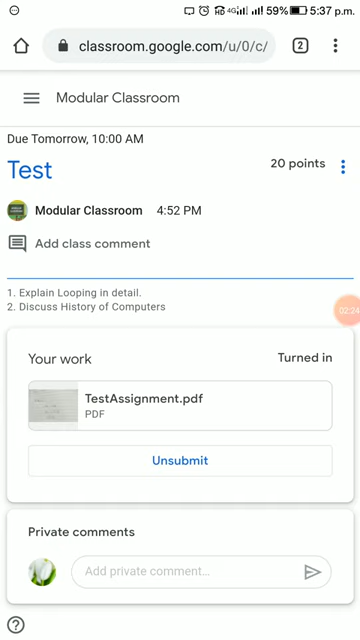 4G 59% 5:37 p.m.
classroom.google.com/u/0/c/ 2
Modular Classroom
Due Tomorrow, 10:00 AM
Test 20 points
Modular Classroom 4:52 PM
Add class comment
1. Explain Looping in detail.
2. Discuss History of Computers
02:24
Your work Turned in
TestAssignment.pdf
PDF
Unsubmit
Private comments
Add private comment...